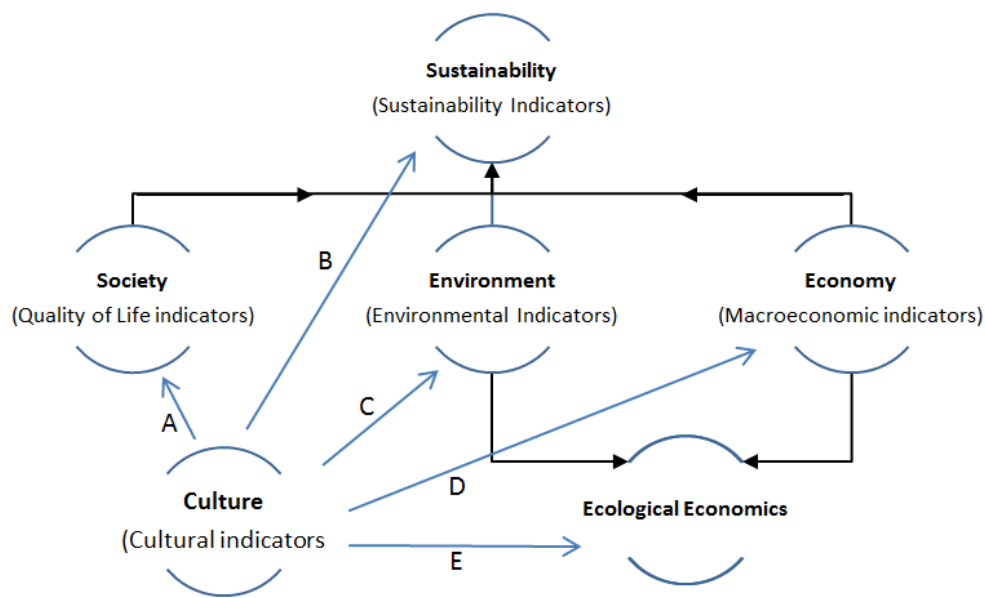 Sustainability
(Sustainability Indicators)
B
Society
(Quality of Life indicators)
Environment
(Environmental Indicators)
Economy
(Macroeconomic indicators)
A
C
D
Culture
(Cultural indicators
E
Ecological Economics